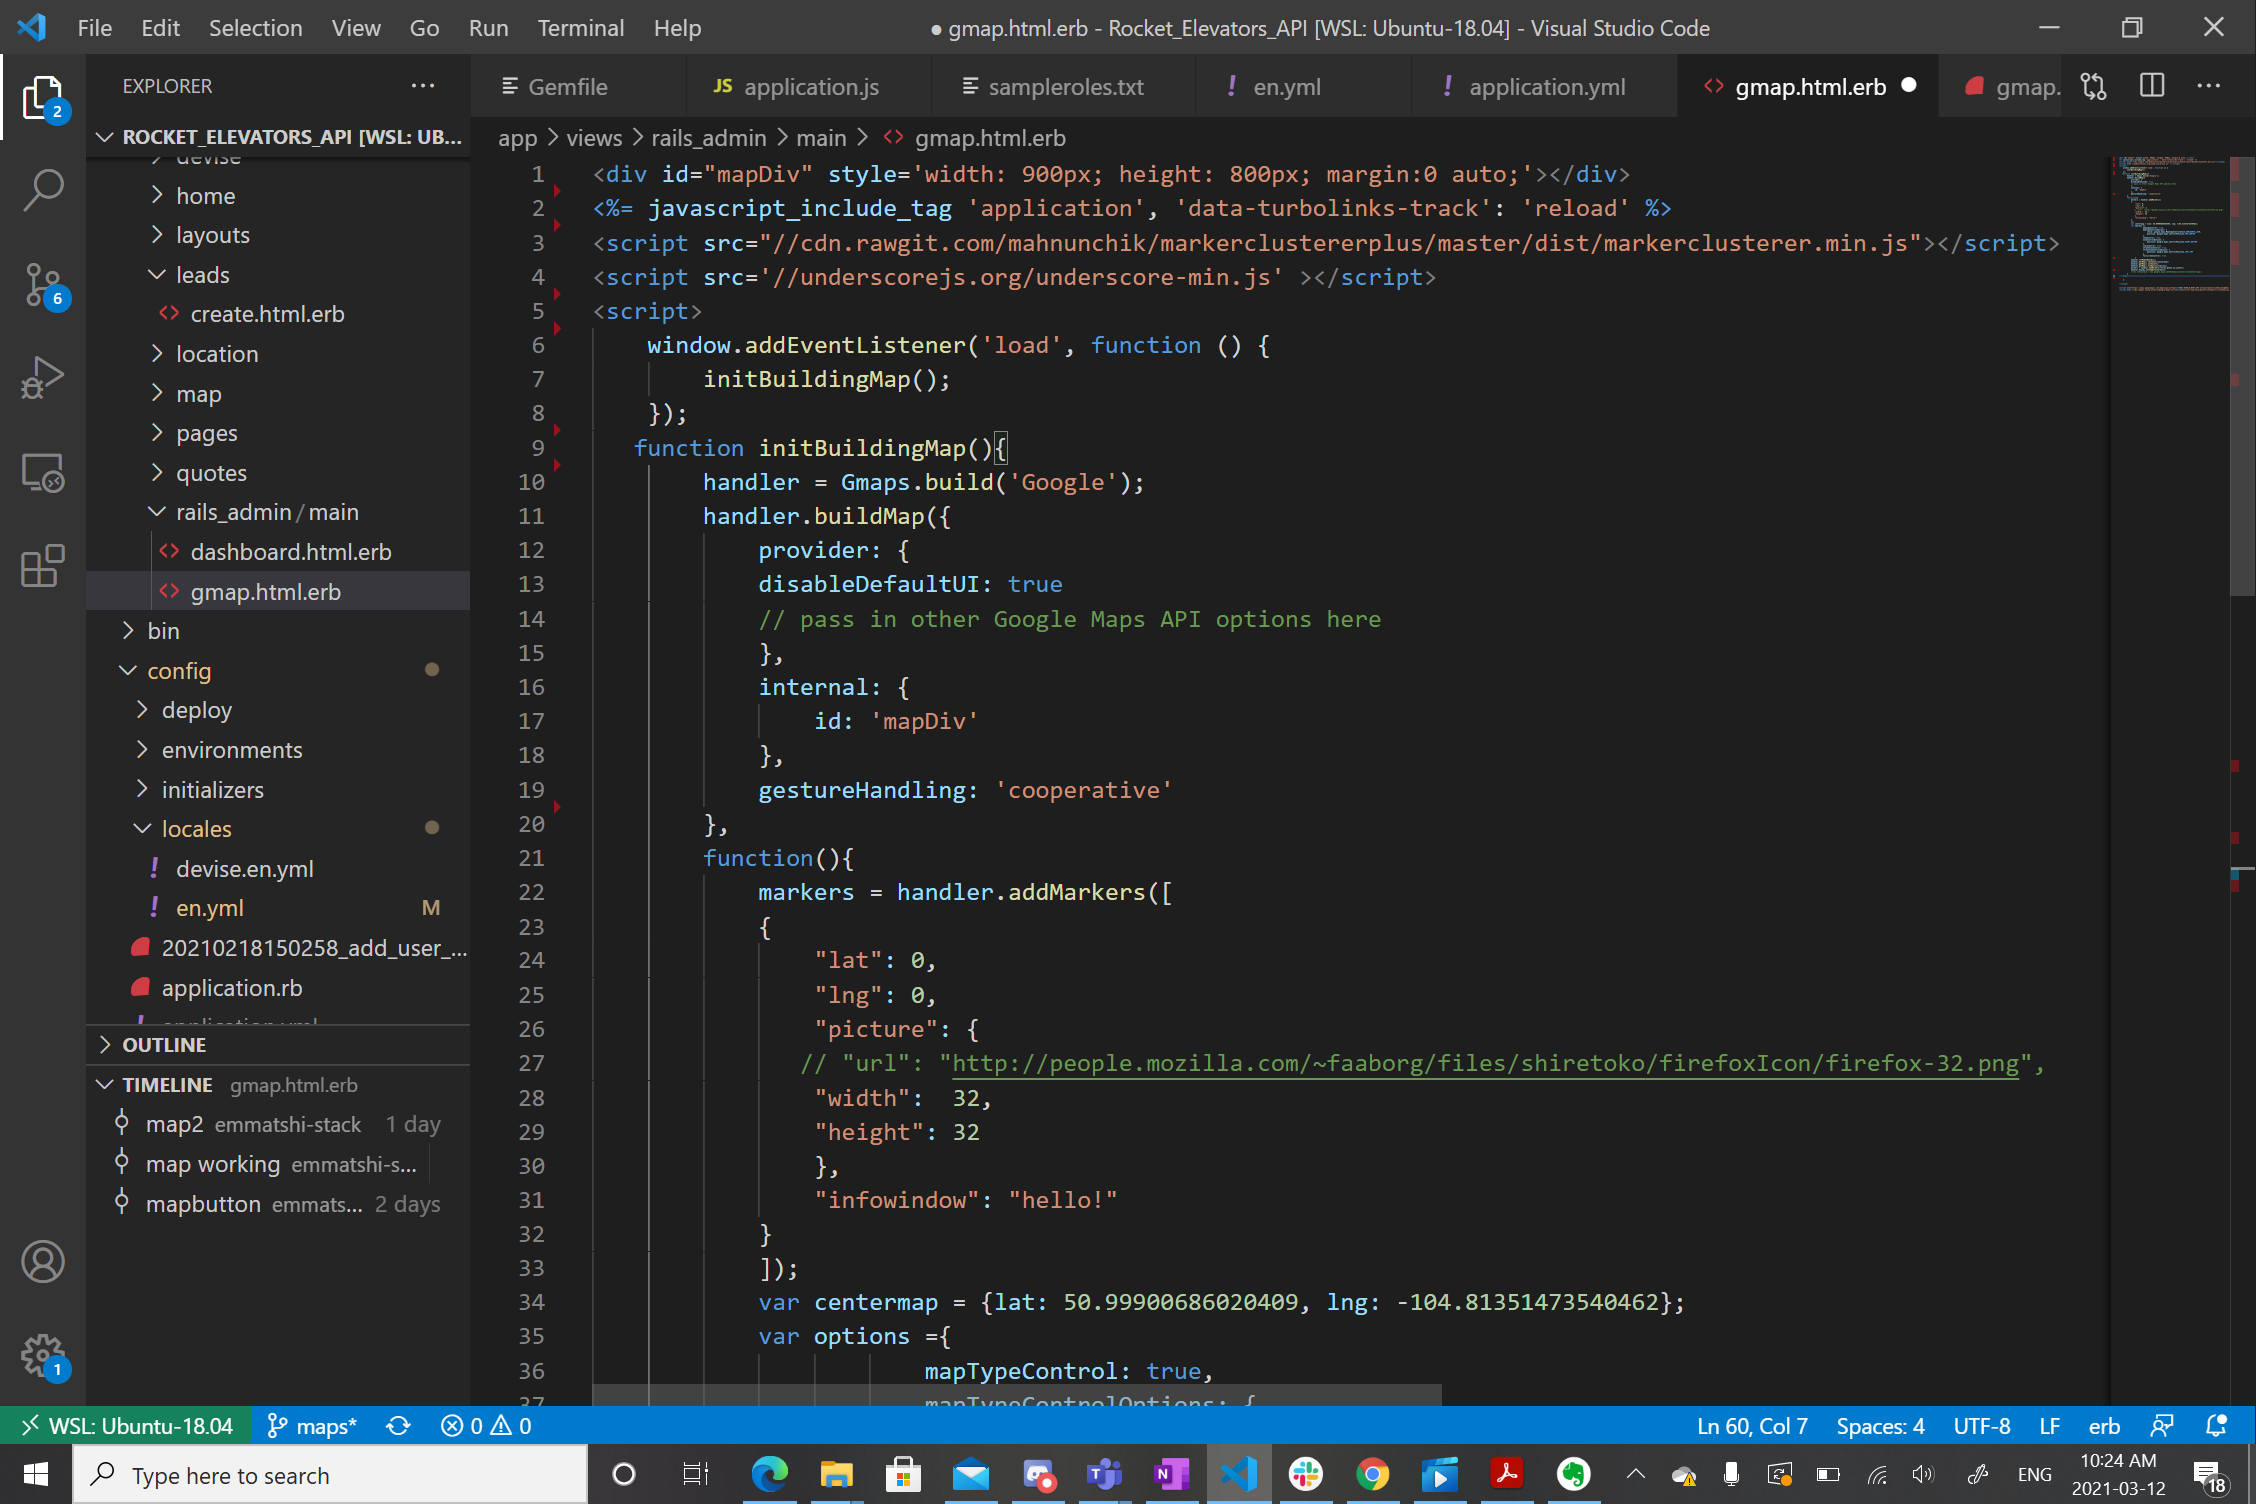 File Edit Selection View Go Run Terminal Help
● gmap.html.erb - Rocket_Elevators_API [WSL: Ubuntu-18.04] - Visual Studio Code
EXPLORER ...
Gemfile
JS application.js
sampleroles.txt
! en.yml
! application.yml
<> gmap.html.erb
gmap.
...
2
6
1
ROCKET_ELEVATORS_API [WSL: UB...
devise
> home
> layouts
leads
<> create.html.erb
> location
> map
> pages
> quotes
rails_admin / main
<> dashboard.html.erb
<> gmap.html.erb
> bin
config
> deploy
> environments
> initializers
locales
! devise.en.yml
! en.yml M
20210218150258_add_user_...
application.rb
! application.yml
> OUTLINE
TIMELINE gmap.html.erb
map2 emmatshi-stack 1 day
map working emmatshi-s...
mapbutton emmats... 2 days
app > views > rails_admin > main > <> gmap.html.erb
1 <div id="mapDiv" style='width: 900px; height: 800px; margin:0 auto;'></div>
2 <%= javascript_include_tag 'application', 'data-turbolinks-track': 'reload' %>
3 <script src="//cdn.rawgit.com/mahnunchik/markerclustererplus/master/dist/markerclusterer.min.js"></script>
4 <script src='//underscorejs.org/underscore-min.js' ></script>
5 <script>
6 window.addEventListener('load', function () {
7 initBuildingMap();
8 });
9 function initBuildingMap(){
10 handler = Gmaps.build('Google');
11 handler.buildMap({
12 provider: {
13 disableDefaultUI: true
14 // pass in other Google Maps API options here
15 },
16 internal: {
17 id: 'mapDiv'
18 },
19 gestureHandling: 'cooperative'
20 },
21 function(){
22 markers = handler.addMarkers([
23 {
24 "lat": 0,
25 "lng": 0,
26 "picture": {
27 // "url": "http://people.mozilla.com/~faaborg/files/shiretoko/firefoxIcon/firefox-32.png",
28 "width":  32,
29 "height": 32
30 },
31 "infowindow": "hello!"
32 }
33 ]);
34 var centermap = {lat: 50.99900686020409, lng: -104.81351473540462};
35 var options ={
36 mapTypeControl: true,
37 mapTypeControlOptions: {
WSL: Ubuntu-18.04 maps* 0 0
Ln 60, Col 7 Spaces: 4 UTF-8 LF erb
Type here to search
ENG
10:24 AM
2021-03-12
18